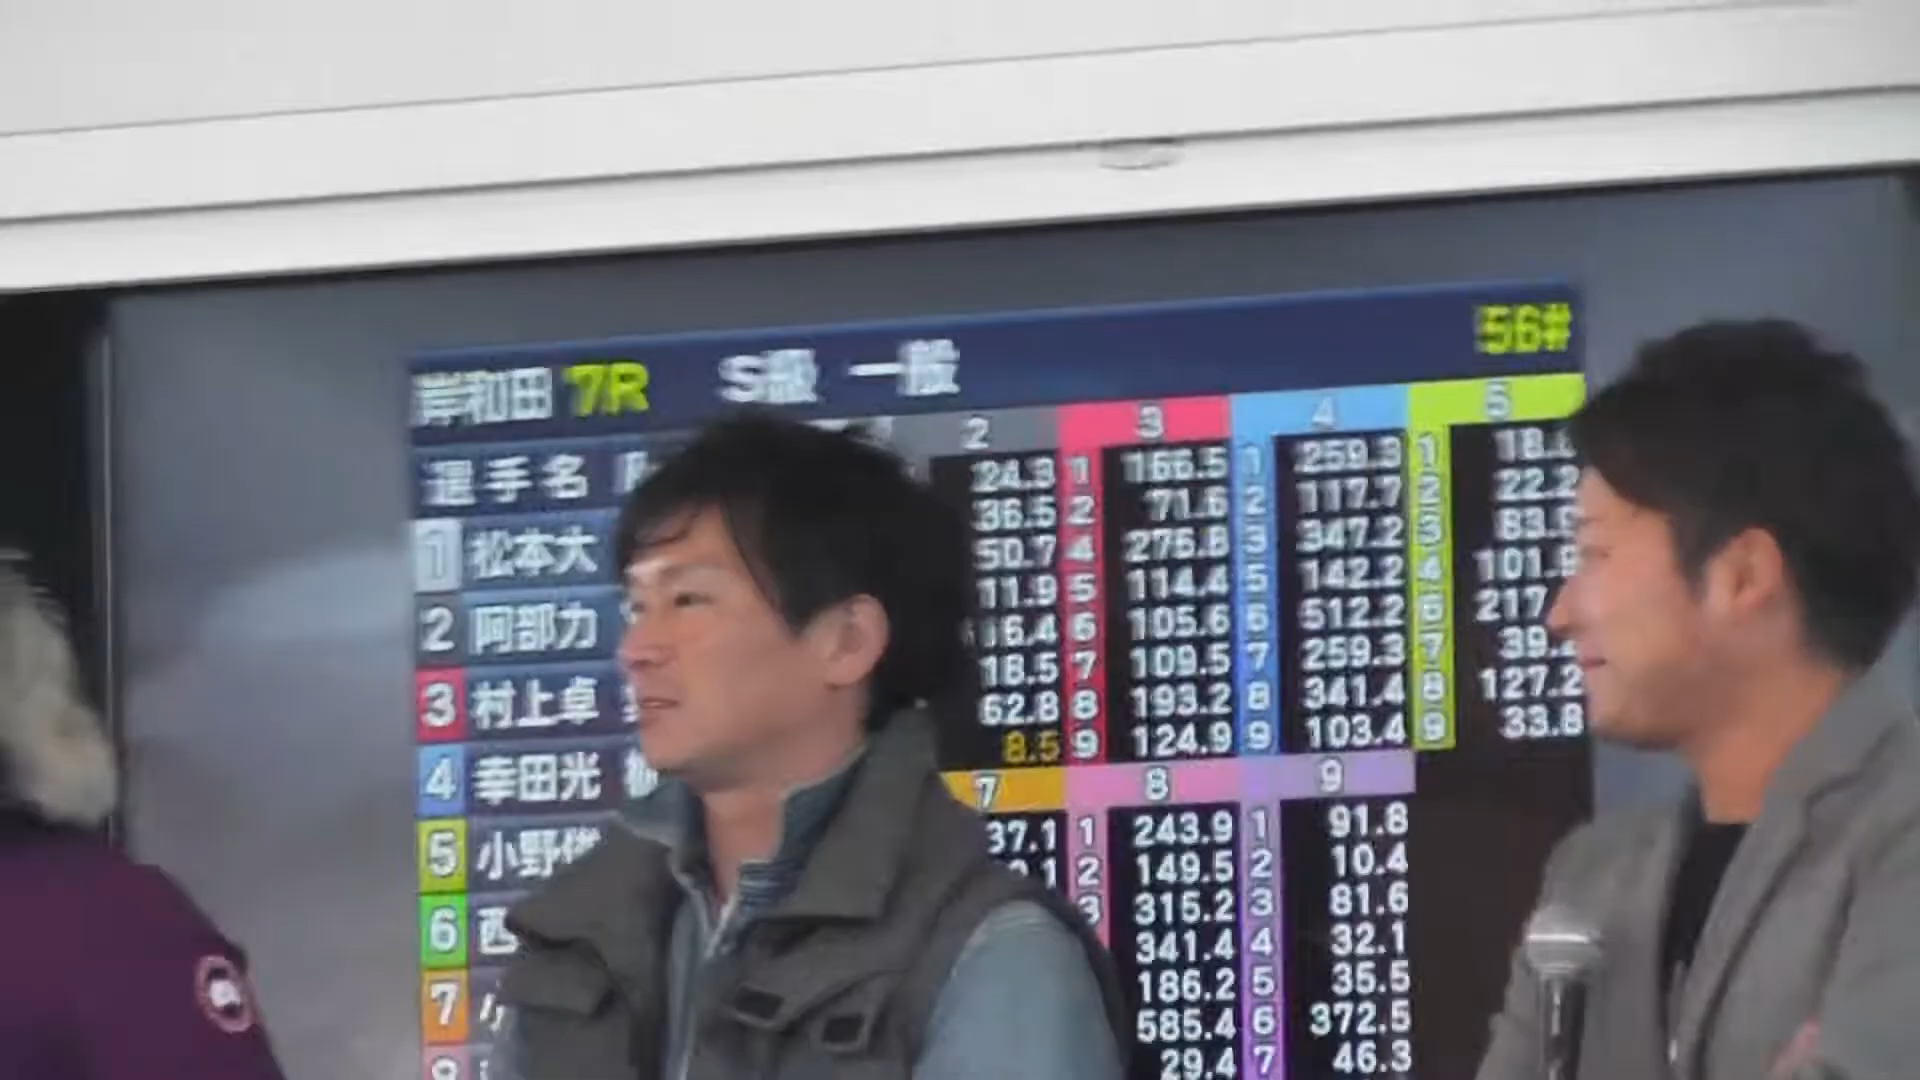 岸和田 7R S級 一般 56#
選手名
1 松本大
2 阿部力
3 村上卓
4 幸田光
5 小野
6 西
7
2 3 4 5
24.3 1 166.5 1 259.3 1
36.5 2 71.6 2 117.7 2 22.2
50.7 4 276.8 3 347.2 3
11.9 5 114.4 5 142.2 4
16.4 6 105.6 6 512.2 6
18.5 7 109.5 7 259.3 7
62.8 8 193.2 8 341.4 8 127.2
8.5 9 124.9 9 103.4 9 33.8
7 8 9
37.1 1 243.9 1 91.8
2 149.5 2 10.4
3 315.2 3 81.6
341.4 4 32.1
186.2 5 35.5
585.4 6 372.5
29.4 7 46.3